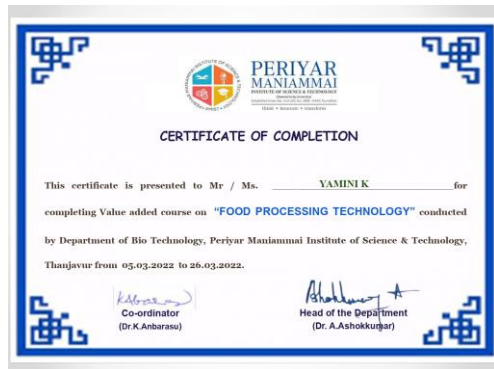 PERIYAR
MANIAMMAI
INSTITUTE OF SCIENCE & TECHNOLOGY
think • innovate • transform
CERTIFICATE OF COMPLETION
This certificate is presented to Mr / Ms. YAMINI K for
completing Value added course on “FOOD PROCESSING TECHNOLOGY” conducted
by Department of Bio Technology, Periyar Maniammai Institute of Science & Technology,
Thanjavur from 05.03.2022 to 26.03.2022.
Co-ordinator
(Dr.K.Anbarasu)
Head of the Department
(Dr. A.Ashokkumar)